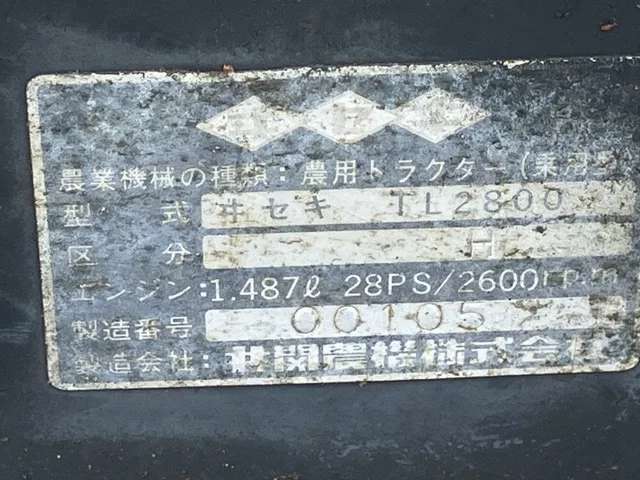 農業機械の種類:農用トラクター(乗用型
型 式 ヰセキ TL2800
区 分 H
エンジン:1.487ℓ 28PS/2600rpm
製造番号 00105
製造会社:井関農機株式会社